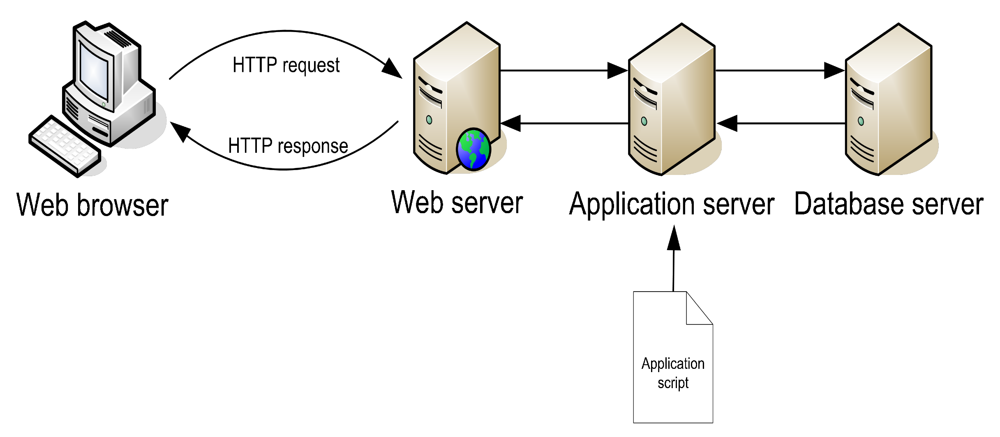 HTTP request
HTTP response
Web browser
Web server
Application server
Database server
Application
script